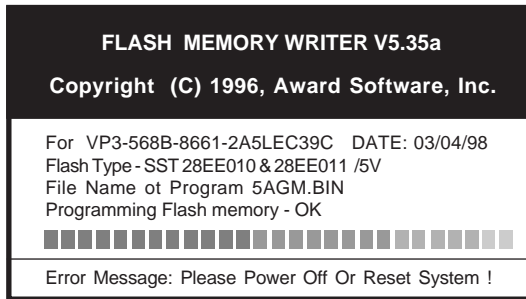 FLASH MEMORY WRITER V5.35a
Copyright (C) 1996, Award Software, Inc.
For VP3-568B-8661-2A5LEC39C DATE: 03/04/98
Flash Type - SST 28EE010 & 28EE011 /5V
File Name ot Program 5AGM.BIN
Programming Flash memory - OK
Error Message: Please Power Off Or Reset System !